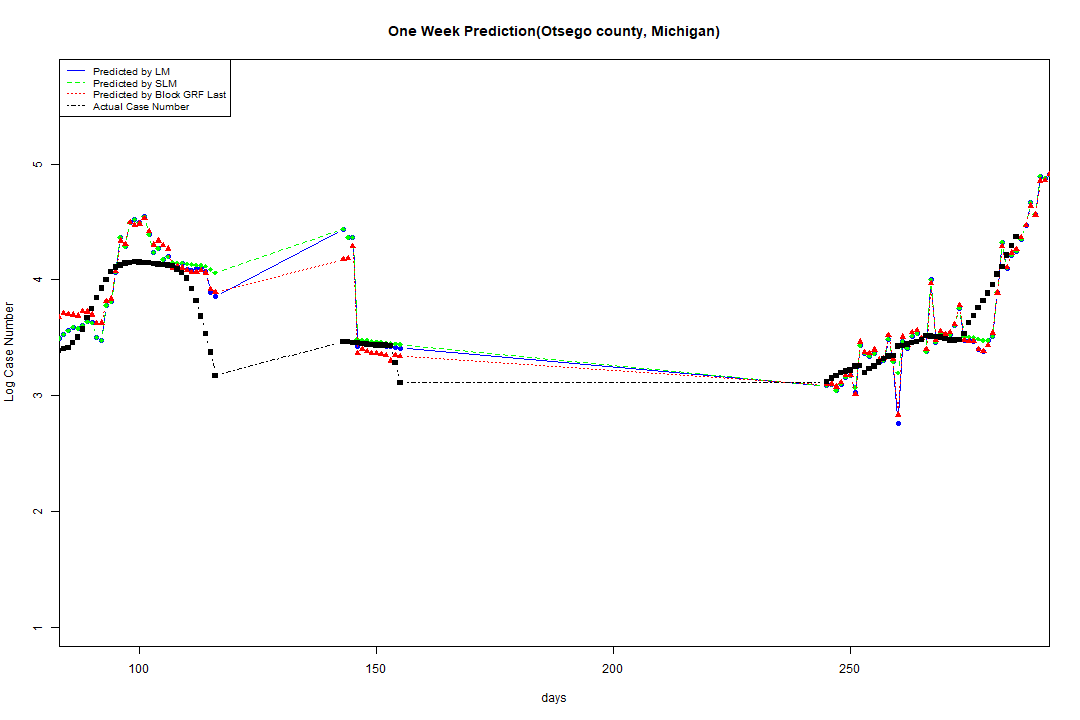 One Week Prediction(Otsego county, Michigan)
Predicted by LM
Predicted by SLM
Predicted by Block GRF Last
Actual Case Number
Log Case Number
5
4
3
2
1
100 150 200 250
days